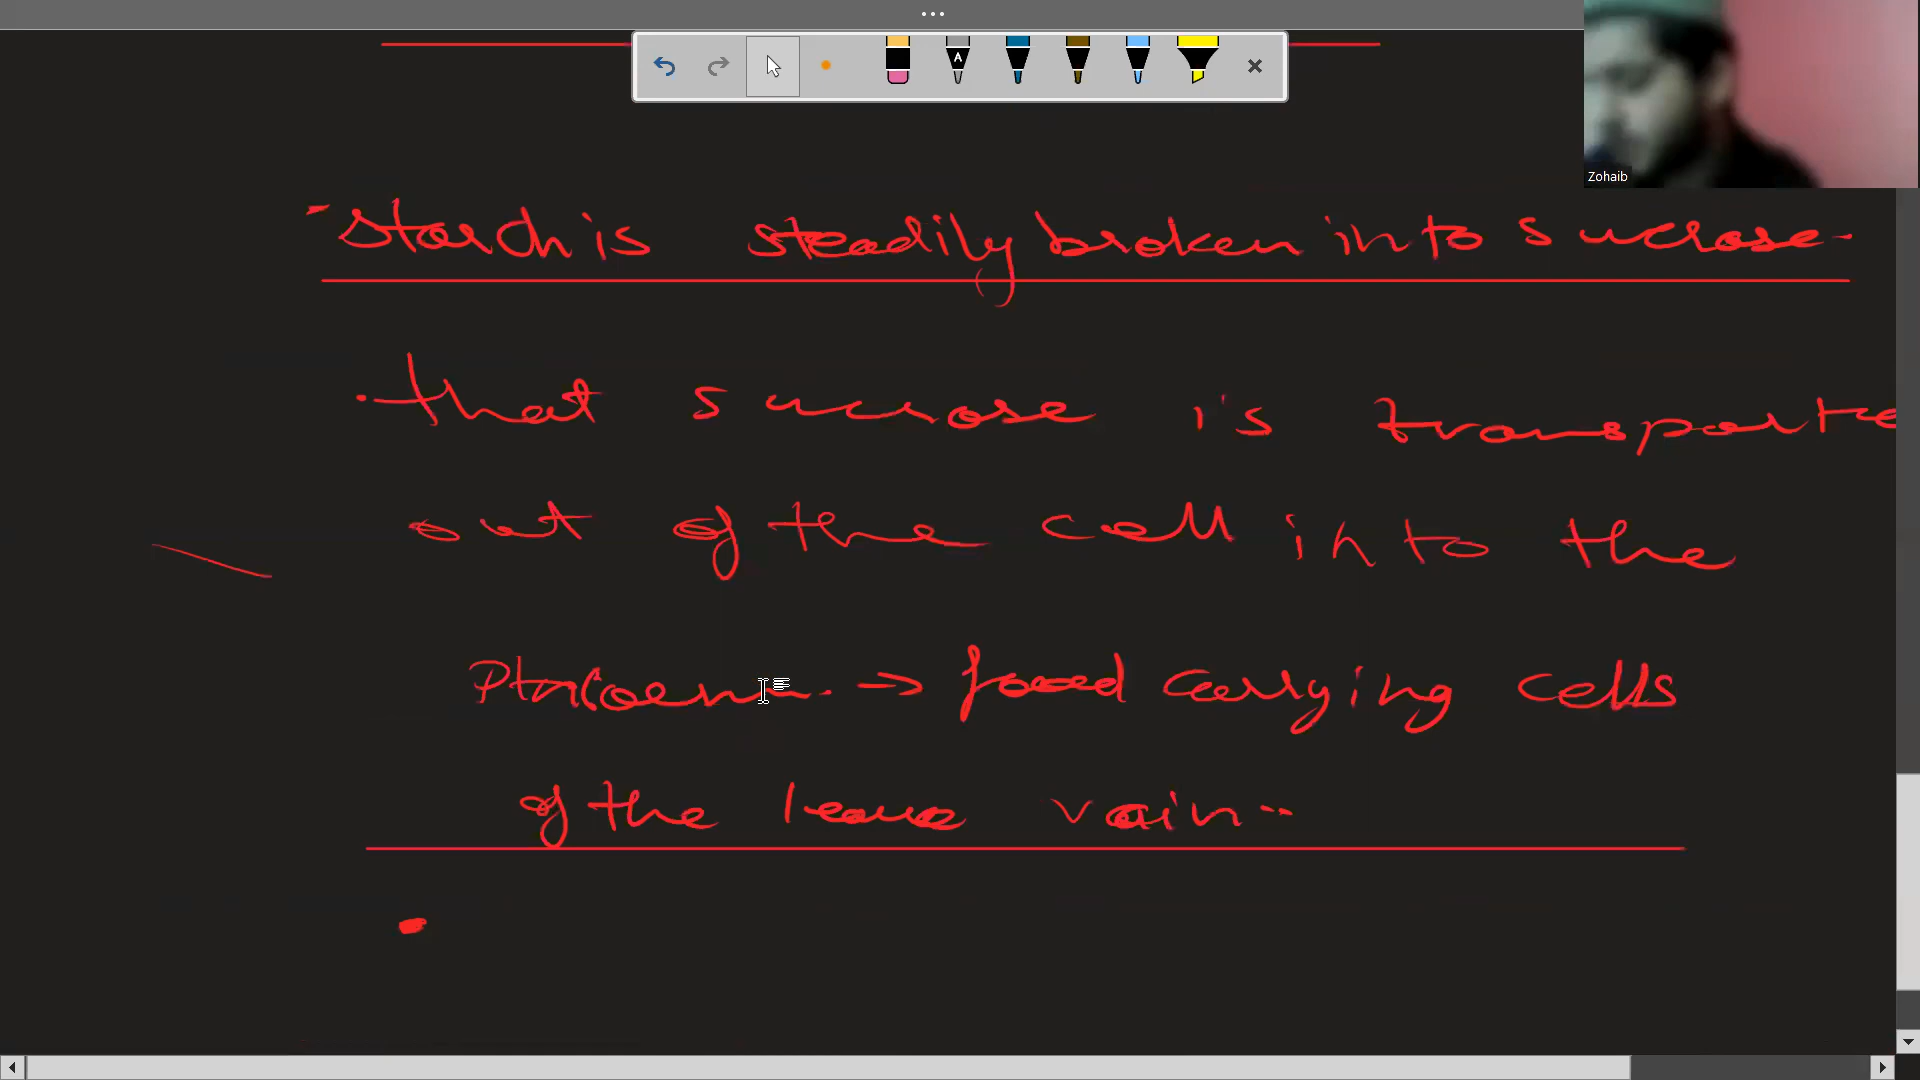 Zohaib
Starch is steadily broken into sucrose.
. that sucrose is transporte
out of the cell into the
Phloem. → food carrying cells
of the leave vain..